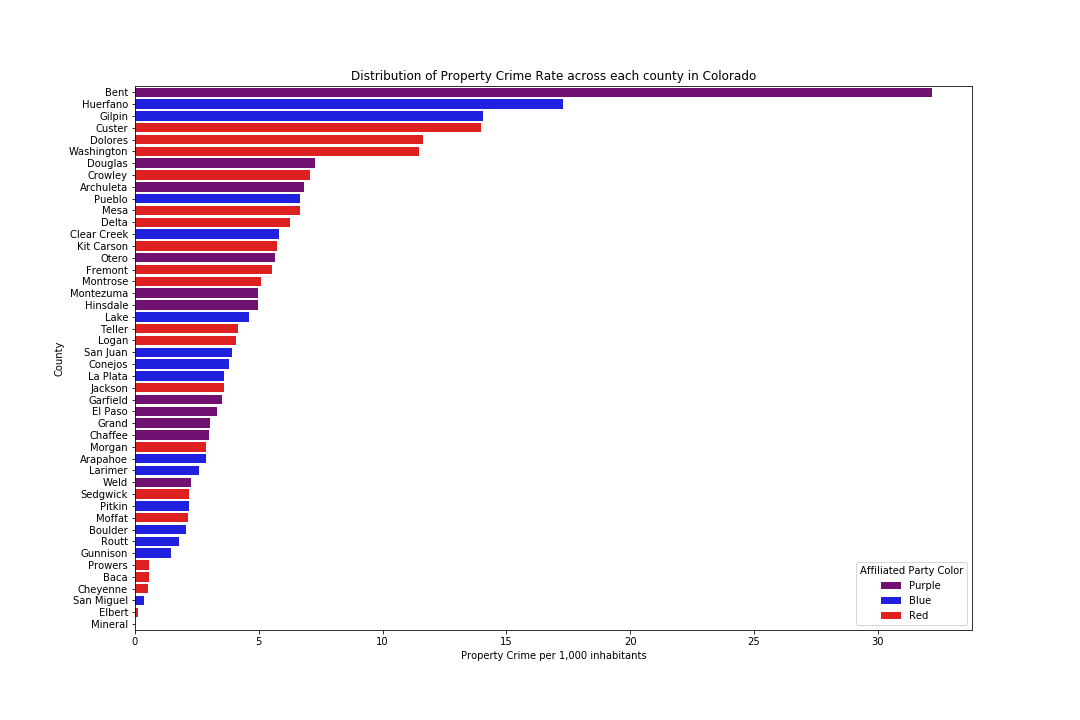 Distribution of Property Crime Rate across each county in Colorado
Bent
Huerfano
Gilpin
Custer
Dolores
Washington
Douglas
Crowley
Archuleta
Pueblo
Mesa
Delta
Clear Creek
Kit Carson
Otero
Fremont
Montrose
Montezuma
Hinsdale
Lake
Teller
Logan
San Juan
Conejos
La Plata
Jackson
Garfield
El Paso
Grand
Chaffee
Morgan
Arapahoe
Larimer
Weld
Sedgwick
Pitkin
Moffat
Boulder
Routt
Gunnison
Prowers
Baca
Cheyenne
San Miguel
Elbert
Mineral
County
Affiliated Party Color
Purple
Blue
Red
0 5 10 15 20 25 30
Property Crime per 1,000 inhabitants